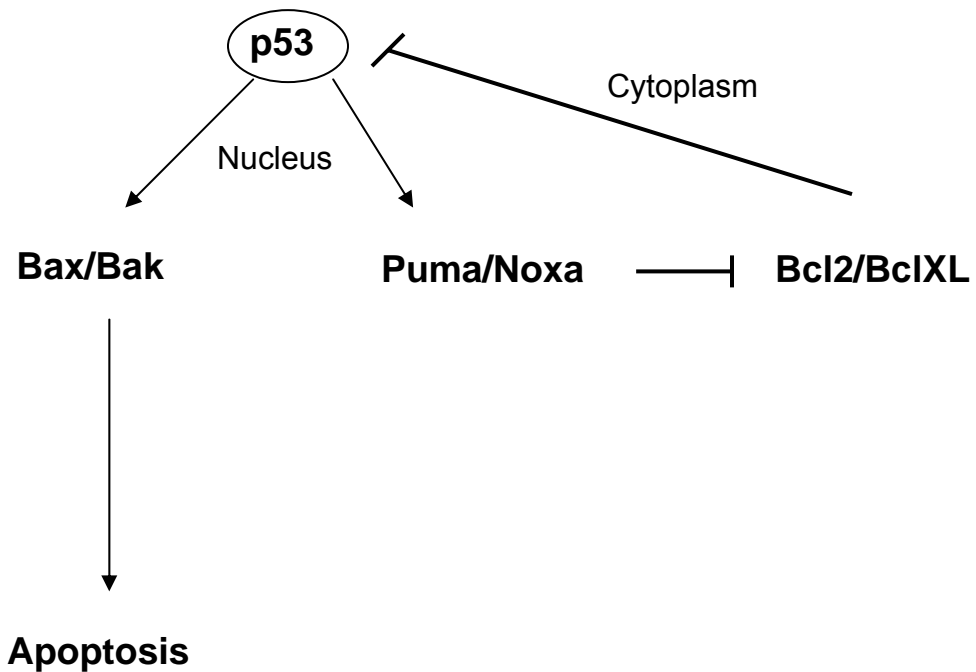 p53
Cytoplasm
Nucleus
Bax/Bak
Puma/Noxa
Bcl2/BclXL
Apoptosis